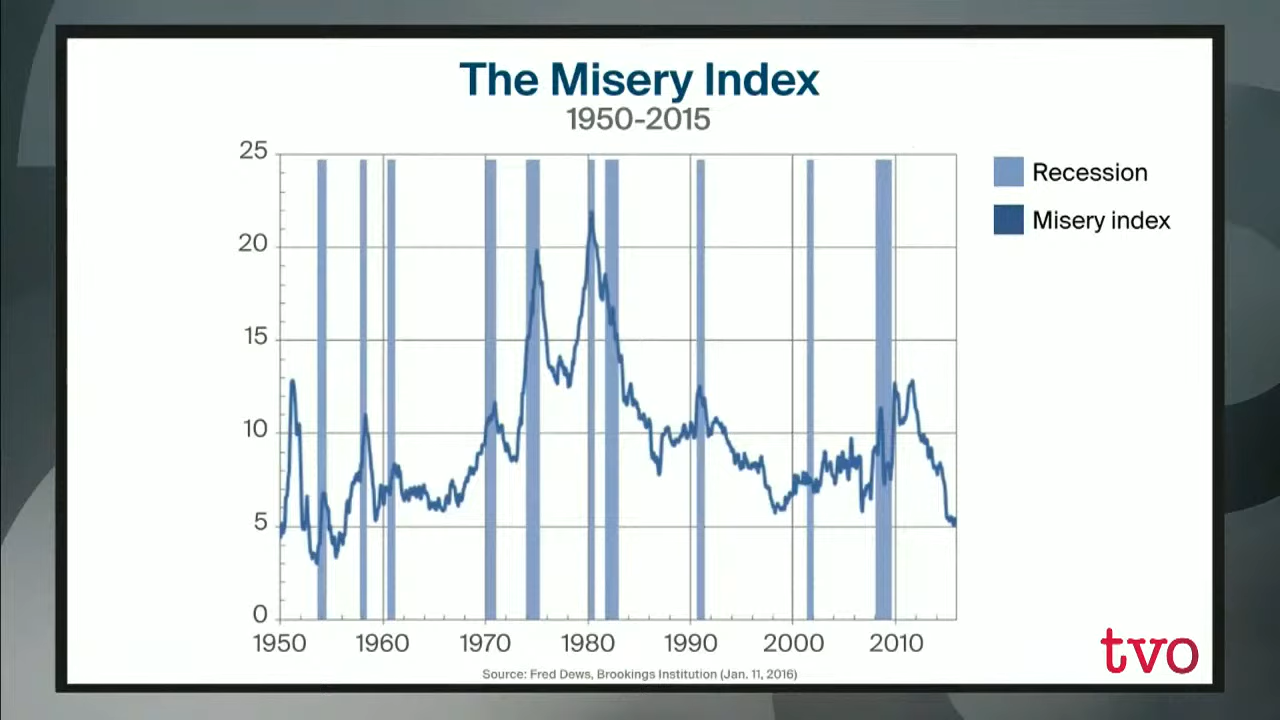 The Misery Index
1950-2015
25
20
15
10
5
0
1950 1960 1970 1980 1990 2000 2010
Recession
Misery index
Source: Fred Dews, Brookings Institution (Jan. 11, 2016)
tvo